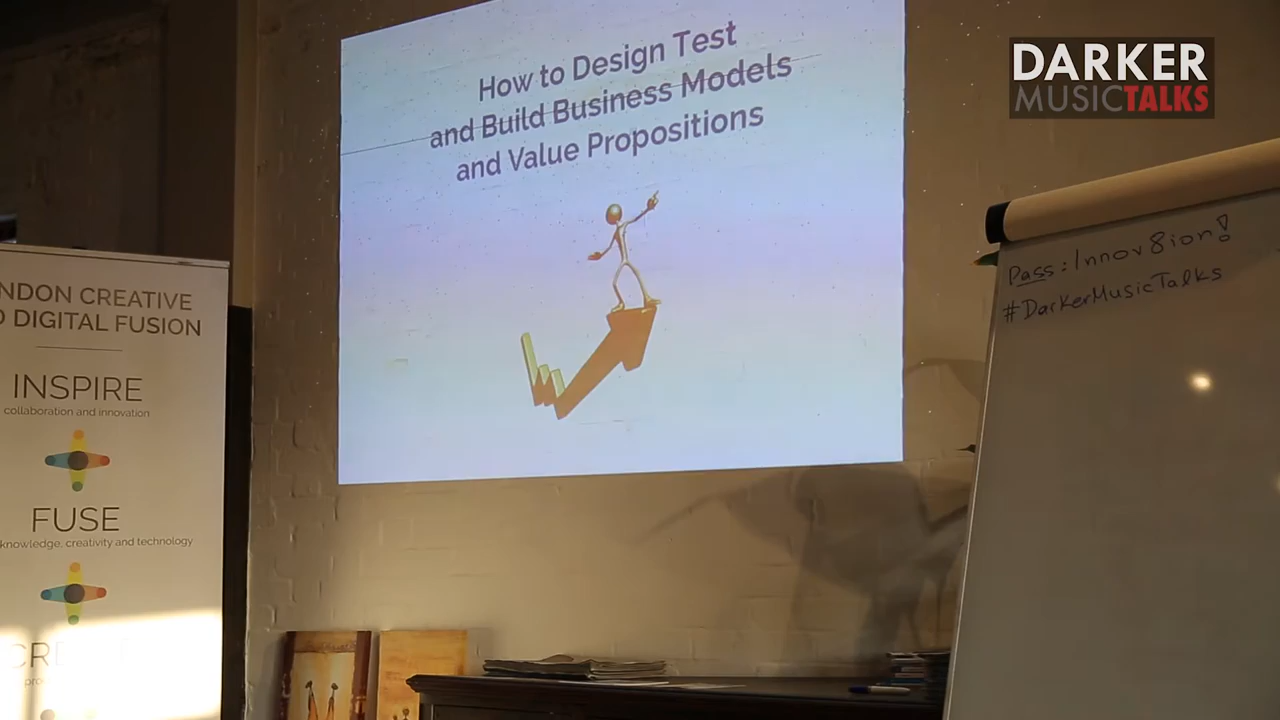 How to Design Test
and Build Business Models
and Value Propositions
DARKER
MUSICTALKS
Pass: Innov8ion!
#DarkerMusicTalks
NDON CREATIVE
DIGITAL FUSION
INSPIRE
collaboration and innovation
FUSE
knowledge, creativity and technology